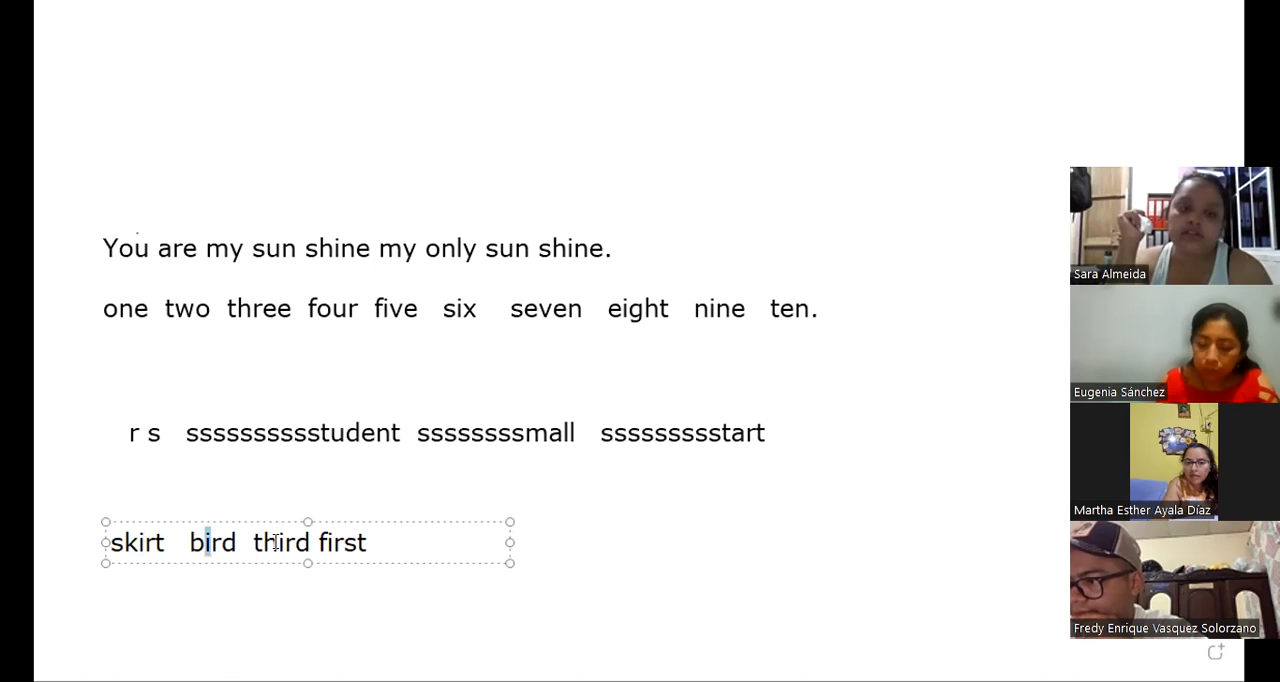 You are my sun shine my only sun shine.
one two three four five six seven eight nine ten.
r s sssssssssstudent ssssssssmall ssssssssstart
skirt bird third first
Sara Almeida
Eugenia Sánchez
Martha Esther Ayala Díaz
Fredy Enrique Vasquez Solorzano